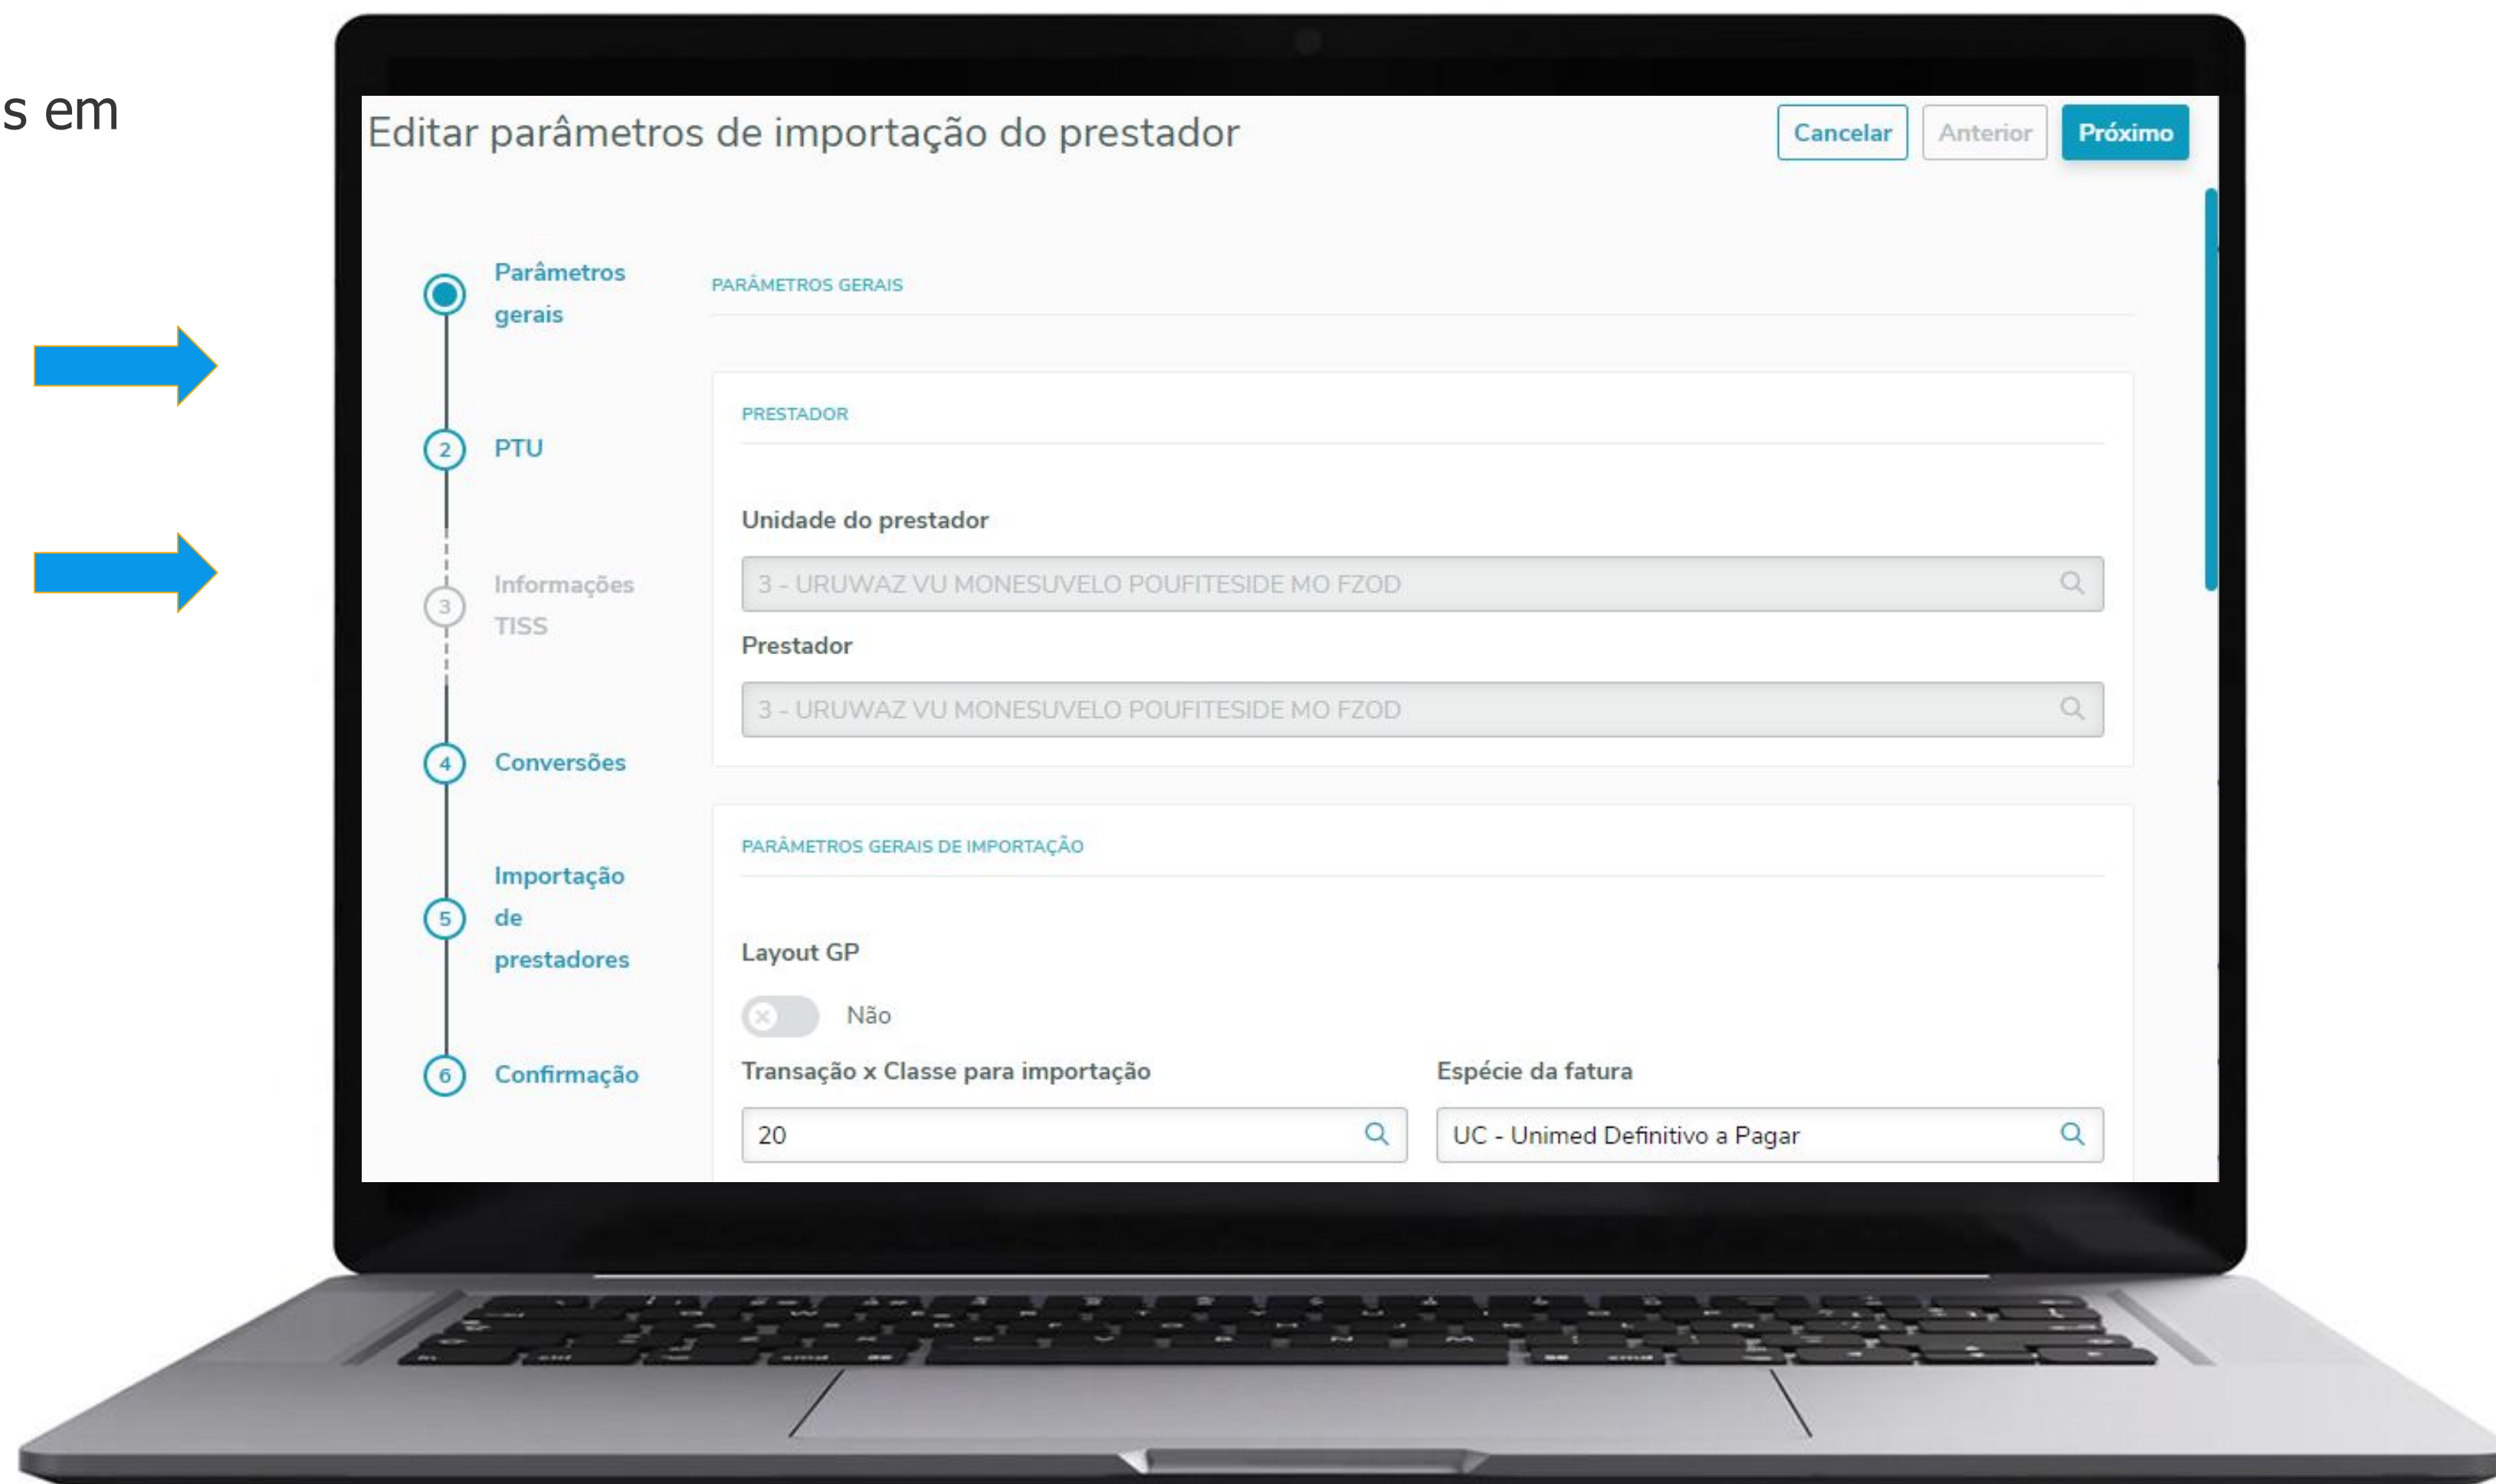 s em
Editar parâmetros de importação do prestador
Cancelar
Anterior
Próximo
Parâmetros
gerais
2
PTU
3
Informações
TISS
4
Conversões
5
Importação
de
prestadores
6
Confirmação
PARÂMETROS GERAIS
PRESTADOR
Unidade do prestador
3 - URUWAZ VU MONESUVELO POUFITESIDE MO FZOD
Prestador
3 - URUWAZ VU MONESUVELO POUFITESIDE MO FZOD
PARÂMETROS GERAIS DE IMPORTAÇÃO
Layout GP
Não
Transação x Classe para importação
20
Espécie da fatura
UC - Unimed Definitivo a Pagar